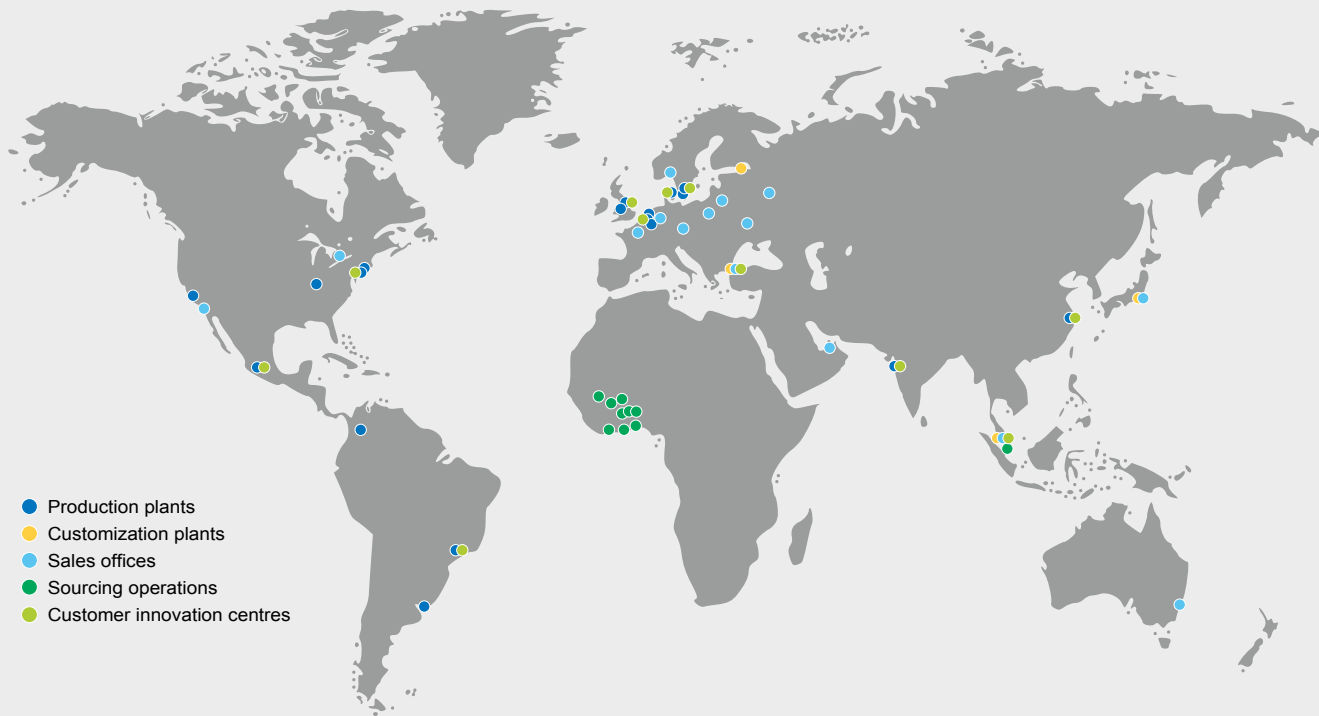 Production plants
Customization plants
Sales offices
Sourcing operations
Customer innovation centres